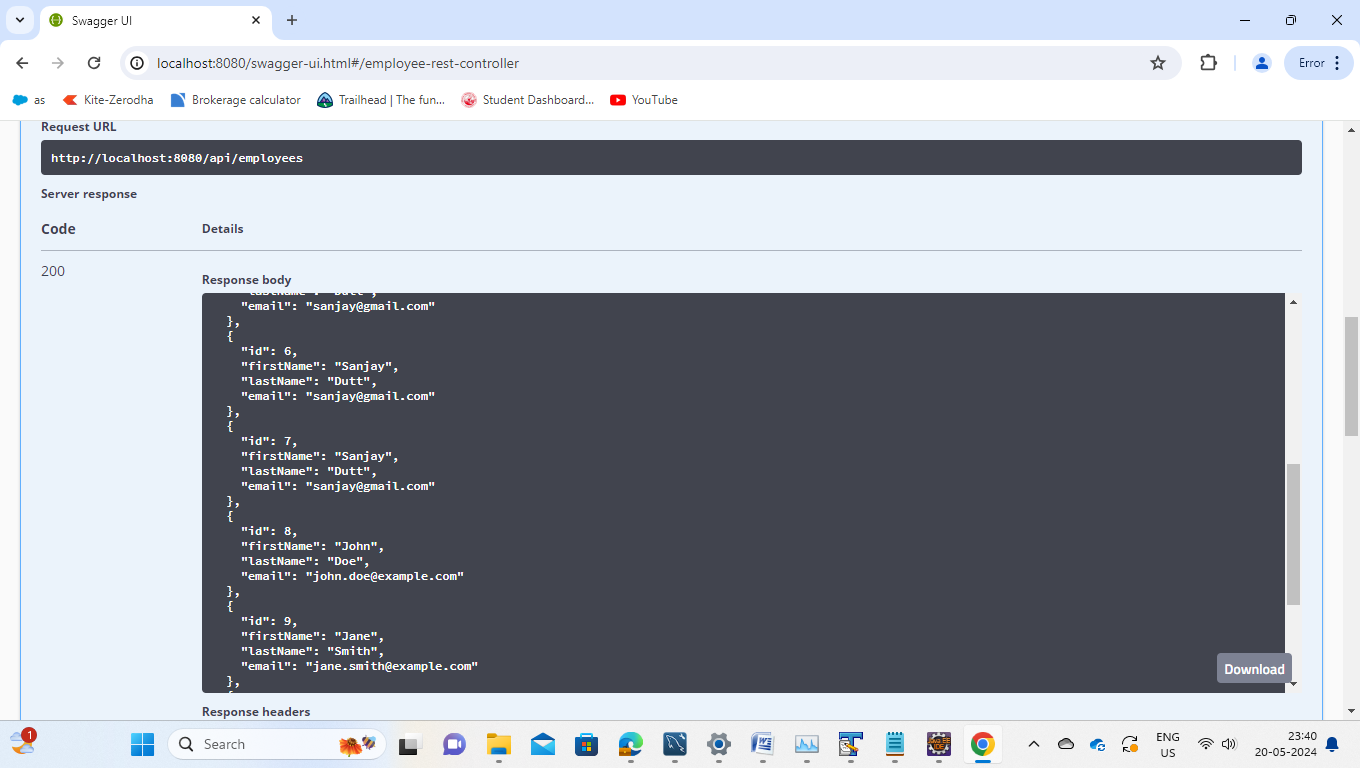 Swagger UI
localhost:8080/swagger-ui.html#/employee-rest-controller
Error
as
Kite-Zerodha
Brokerage calculator
Trailhead | The fun...
Student Dashboard...
YouTube
Request URL
http://localhost:8080/api/employees
Server response
Code Details
200
Response body
"lastName": "Dutt",
"email": "sanjay@gmail.com"
},
{
"id": 6,
"firstName": "Sanjay",
"lastName": "Dutt",
"email": "sanjay@gmail.com"
},
{
"id": 7,
"firstName": "Sanjay",
"lastName": "Dutt",
"email": "sanjay@gmail.com"
},
{
"id": 8,
"firstName": "John",
"lastName": "Doe",
"email": "john.doe@example.com"
},
{
"id": 9,
"firstName": "Jane",
"lastName": "Smith",
"email": "jane.smith@example.com"
},
Download
Response headers
1
Search
ENG
US
23:40
20-05-2024